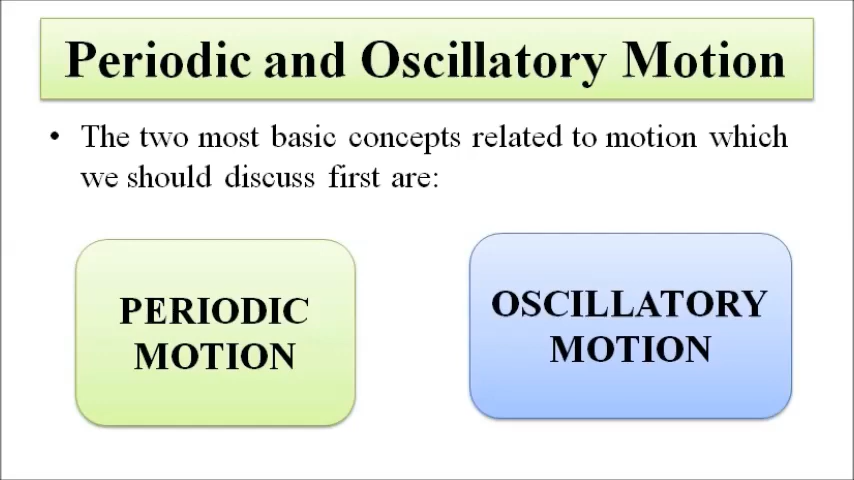 Periodic and Oscillatory Motion
• The two most basic concepts related to motion which
we should discuss first are:
PERIODIC
MOTION
OSCILLATORY
MOTION